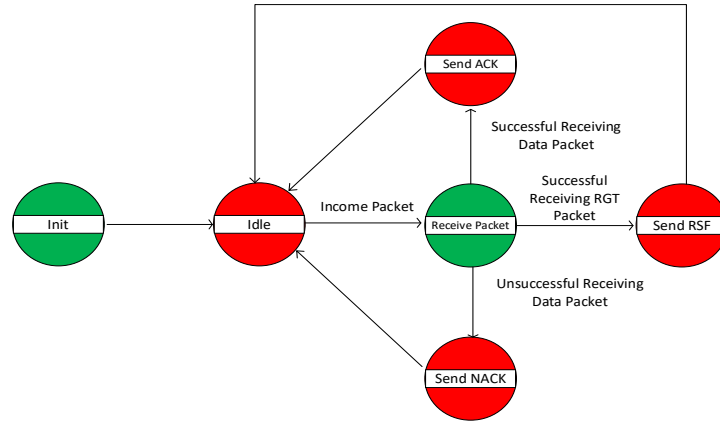 Send ACK
Successful Receiving
Data Packet
Successful
Receiving RGT
Packet
Init
Idle
Income Packet
Receive Packet
Send RSF
Unsuccessful Receiving
Data Packet
Send NACK